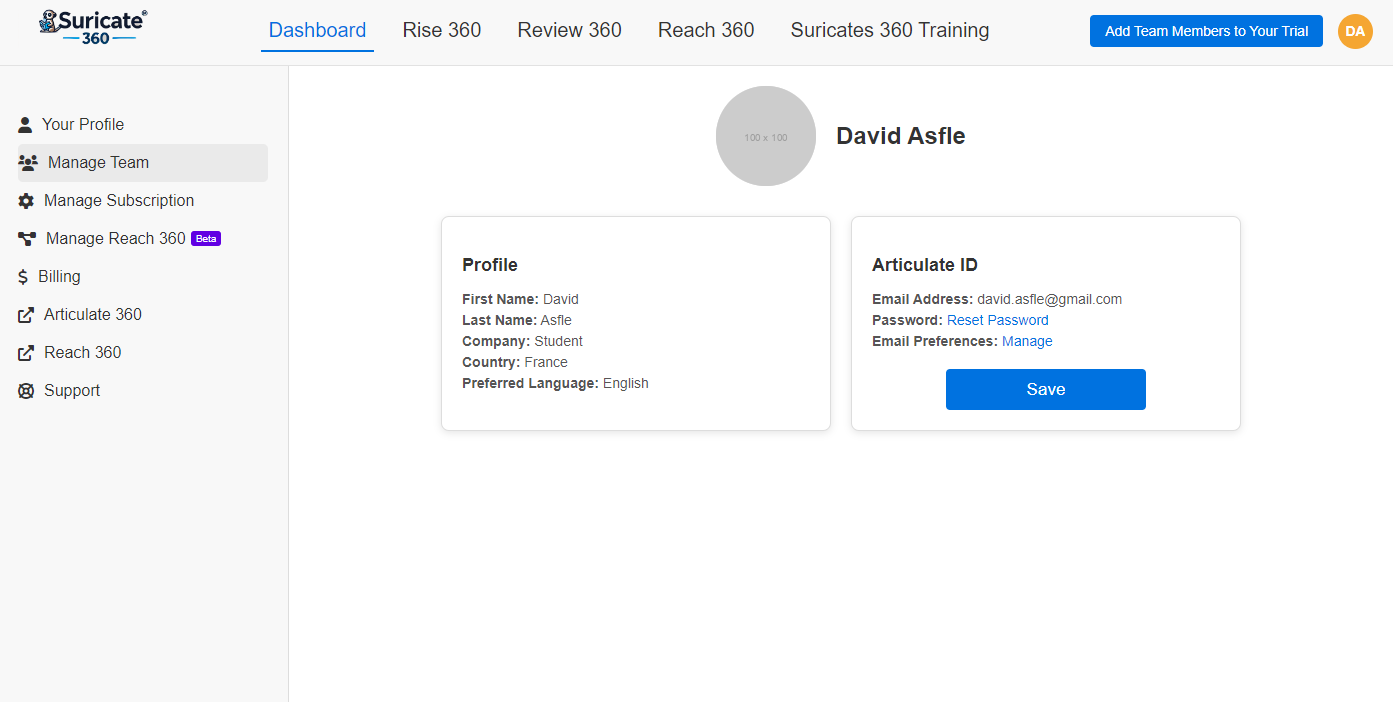 Suricate®
360
Dashboard
Rise 360
Review 360
Reach 360
Suricates 360 Training
Add Team Members to Your Trial
DA
Your Profile
Manage Team
Manage Subscription
Manage Reach 360 Beta
Billing
Articulate 360
Reach 360
Support
100 x 100
David Asfle
Profile
First Name: David
Last Name: Asfle
Company: Student
Country: France
Preferred Language: English
Articulate ID
Email Address: david.asfle@gmail.com
Password: Reset Password
Email Preferences: Manage
Save